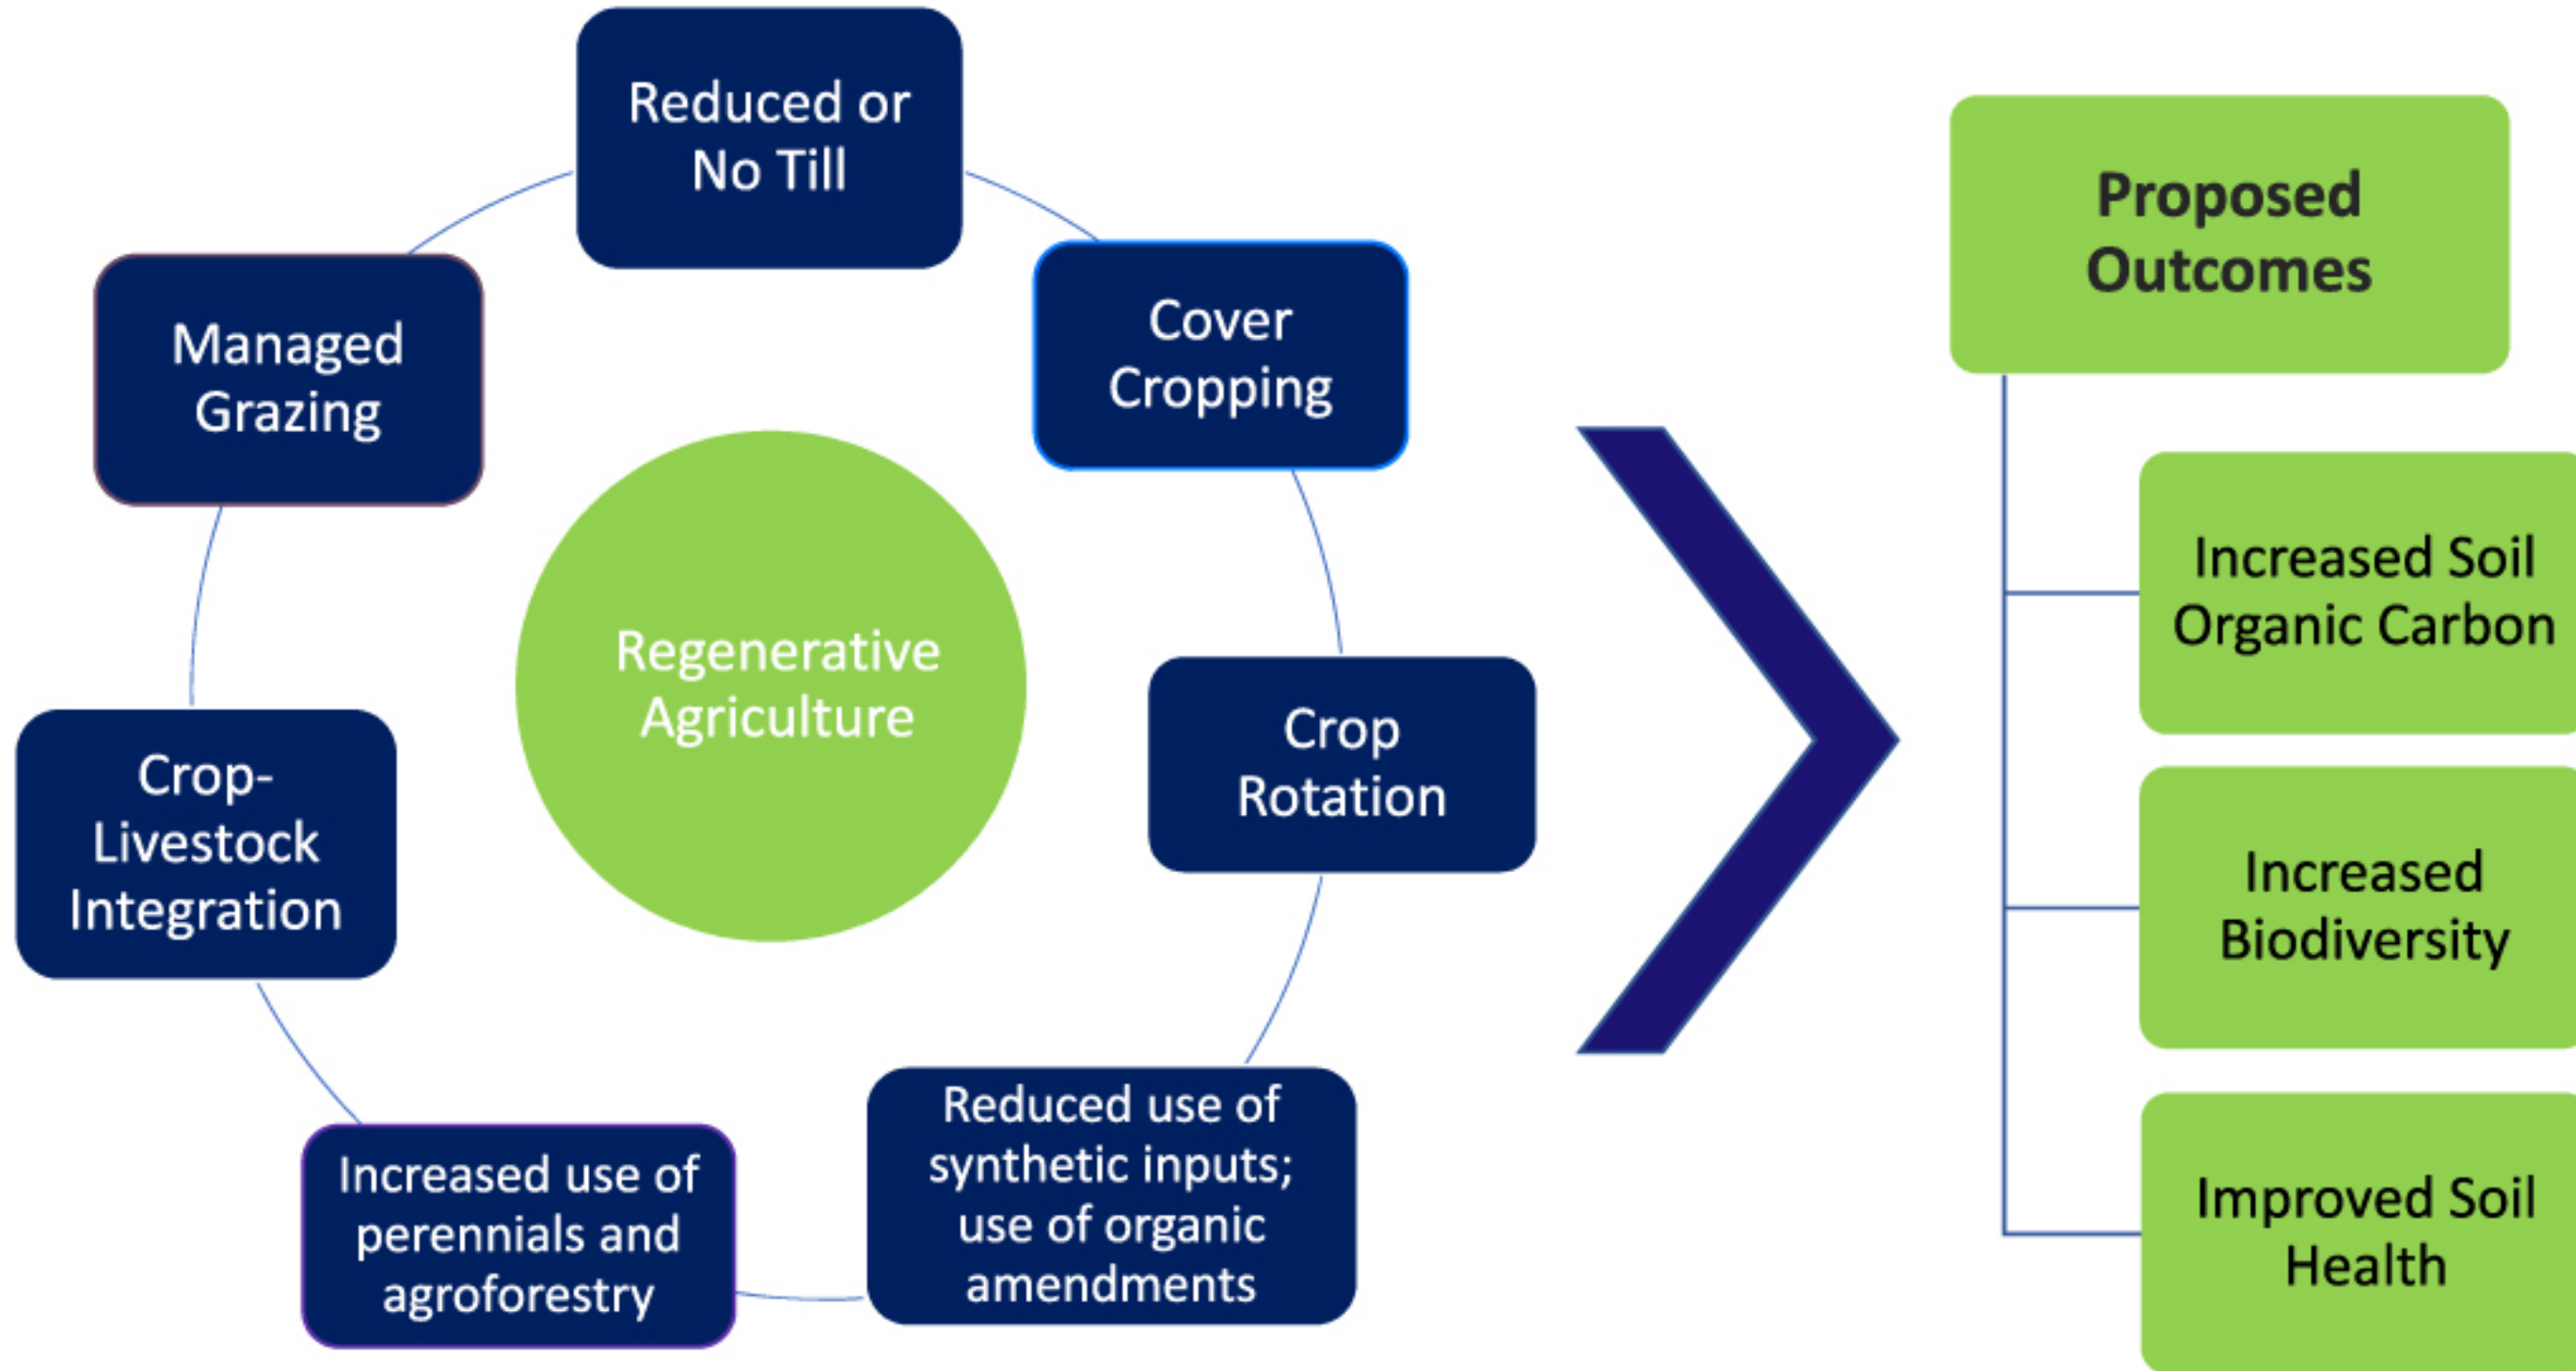 Reduced or
No Till
Cover
Cropping
Crop
Rotation
Reduced use of
synthetic inputs;
use of organic
amendments
Increased use of
perennials and
agroforestry
Crop-
Livestock
Integration
Managed
Grazing
Regenerative
Agriculture
Proposed
Outcomes
Increased Soil
Organic Carbon
Increased
Biodiversity
Improved Soil
Health